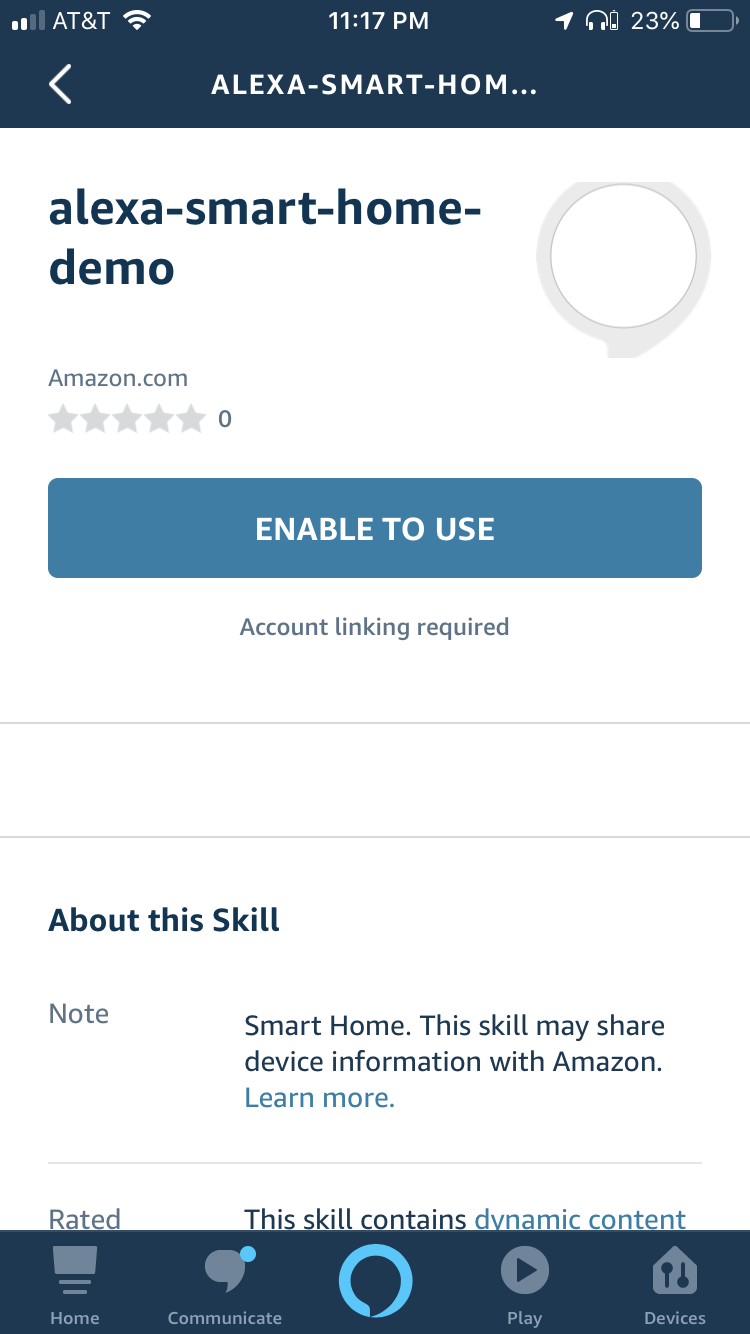 AT&T 11:17 PM 23%
ALEXA-SMART-HOM...
alexa-smart-home-
demo
Amazon.com
0
ENABLE TO USE
Account linking required
About this Skill
Note
Smart Home. This skill may share
device information with Amazon.
Learn more.
Rated This skill contains dynamic content
Home Communicate Play Devices